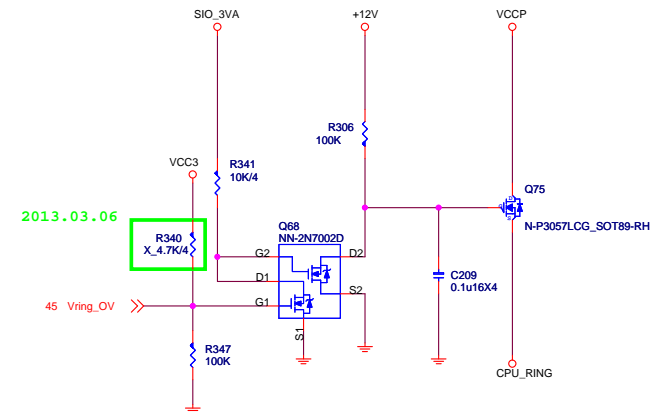 SIO_3VA
+12V
VCCP
R306
100K
VCC3
R341
10K/4
Q75
2013.03.06
N-P3057LCG_SOT89-RH
R340
X_4.7K/4
Q68
NN-2N7002D
G2
D2
D1
C209
0.1u16X4
S2
45 Vring_OV
G1
S1
R347
100K
CPU_RING